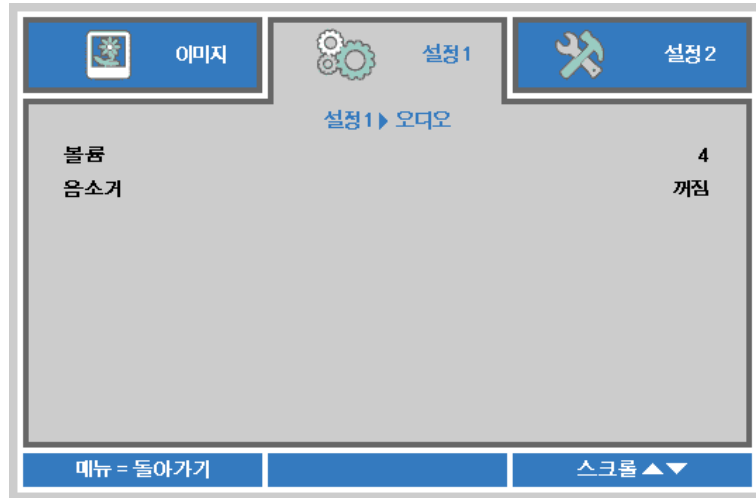 이미지
설정 1
설정 2
설정 1 ▶ 오디오
볼륨 4
음소거 꺼짐
메뉴 = 돌아가기
스크롤 ▲▼